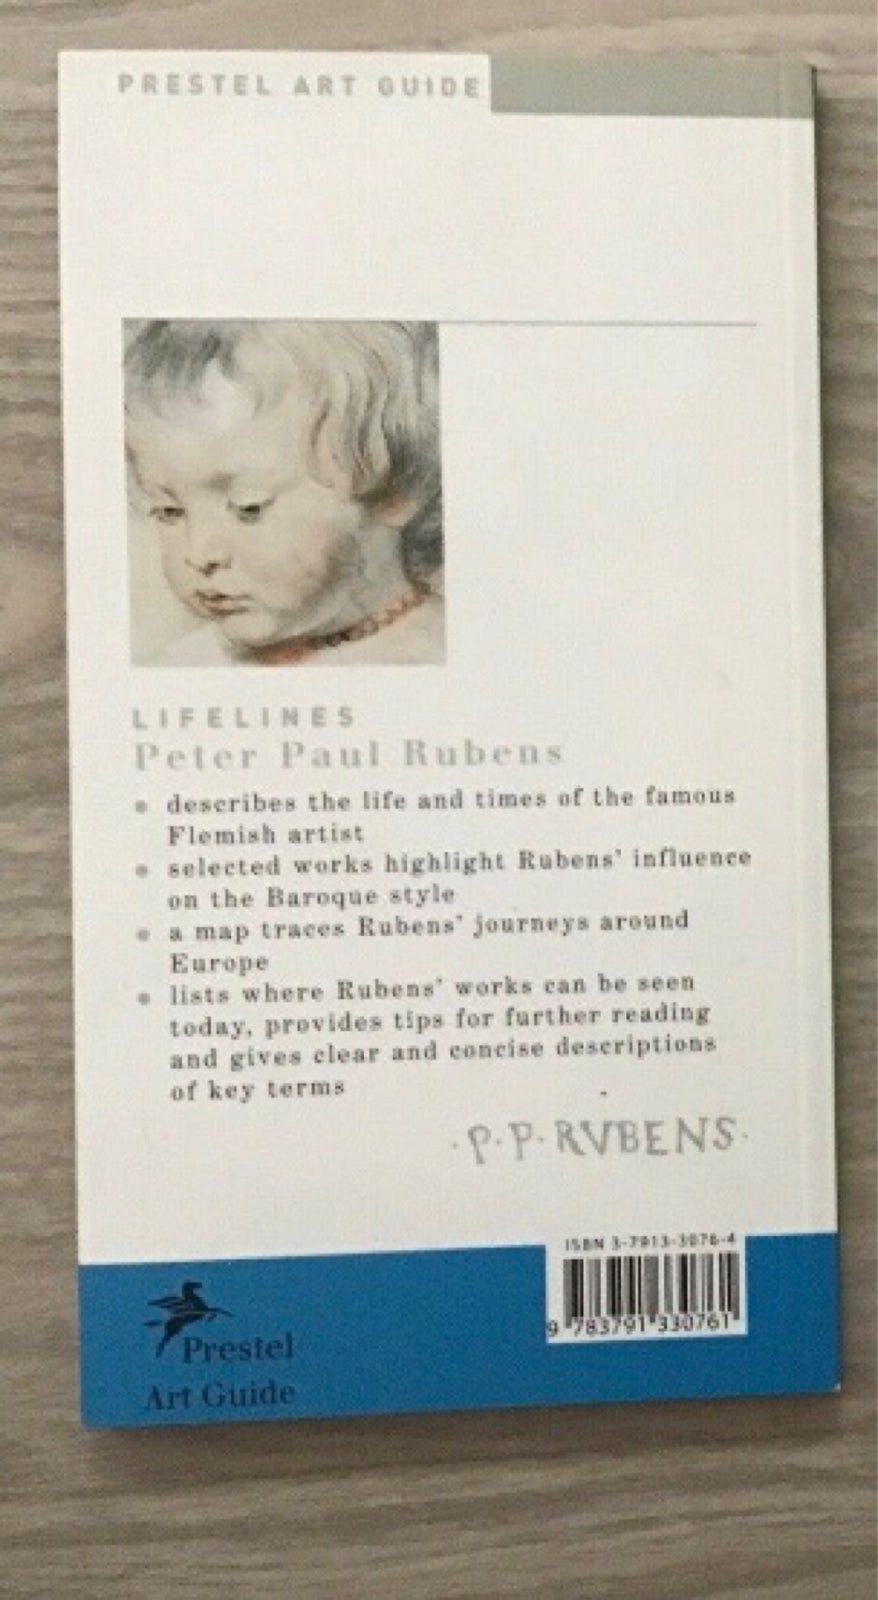 PRESTEL ART GUIDE
LIFELINES
Peter Paul Rubens
• describes the life and times of the famous
Flemish artist
• selected works highlight Rubens' influence
on the Baroque style
• a map traces Rubens' journeys around
Europe
• lists where Rubens' works can be seen
today, provides tips for further reading
and gives clear and concise descriptions
of key terms
·P·P·RVBENS·
ISBN 3-7913-3076-4
9 783791 330761
Prestel
Art Guide